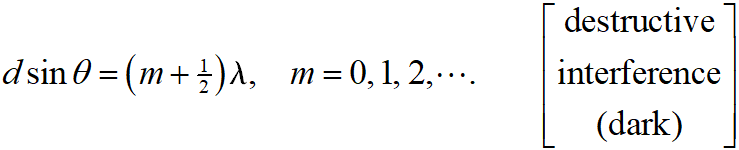 d sin θ = (m + ½)λ, m = 0, 1, 2, ⋯.
destructive
interference
(dark)